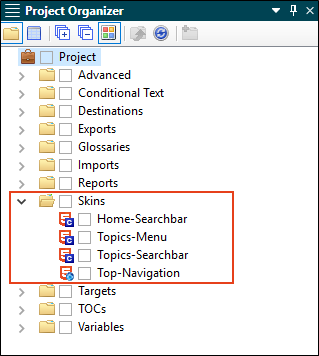 Project Organizer
Project
Advanced
Conditional Text
Destinations
Exports
Glossaries
Imports
Reports
Skins
Home-Searchbar
Topics-Menu
Topics-Searchbar
Top-Navigation
Targets
TOCs
Variables